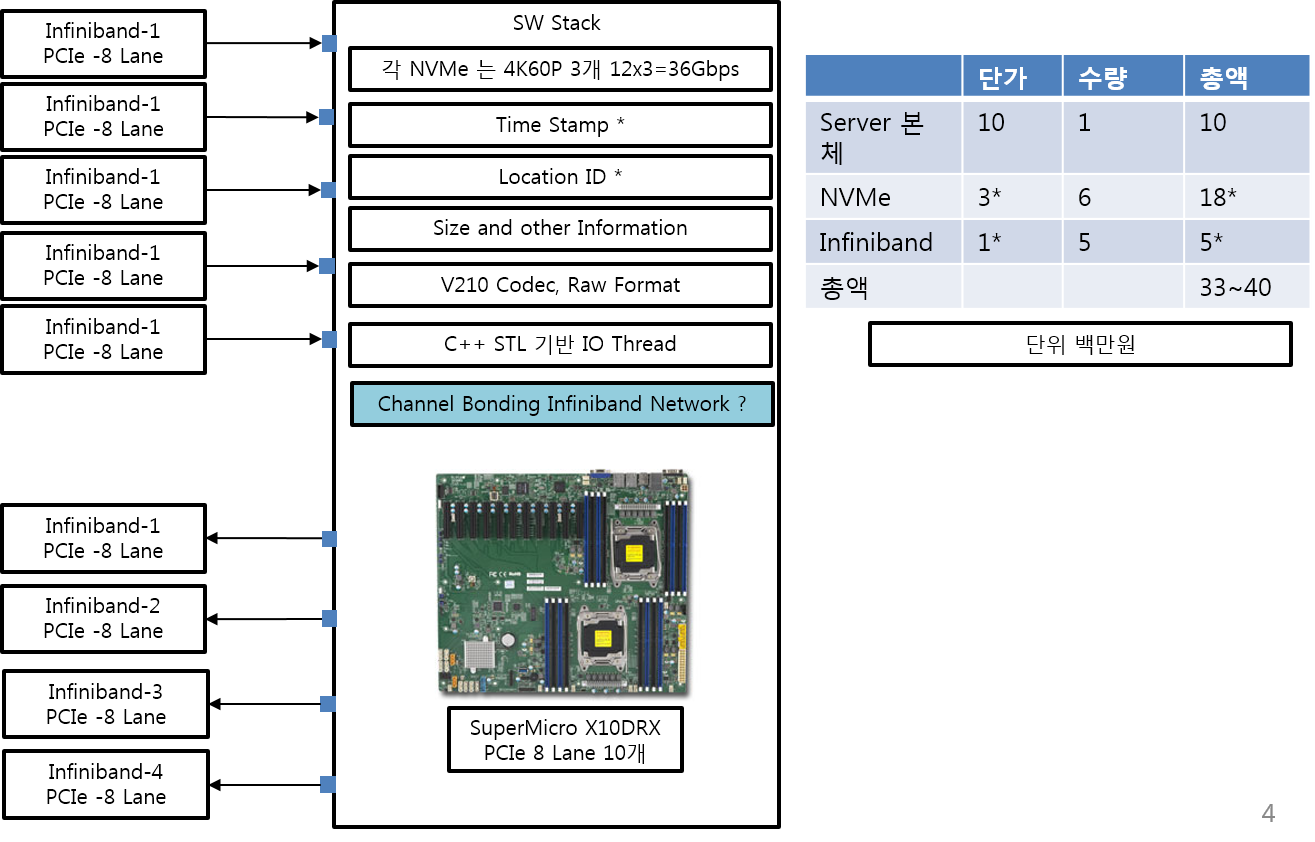 Infiniband-1
PCIe -8 Lane
Infiniband-1
PCIe -8 Lane
Infiniband-1
PCIe -8 Lane
Infiniband-1
PCIe -8 Lane
Infiniband-1
PCIe -8 Lane
Infiniband-1
PCIe -8 Lane
Infiniband-2
PCIe -8 Lane
Infiniband-3
PCIe -8 Lane
Infiniband-4
PCIe -8 Lane
SW Stack
각 NVMe 는 4K60P 3개 12x3=36Gbps
Time Stamp *
Location ID *
Size and other Information
V210 Codec, Raw Format
C++ STL 기반 IO Thread
Channel Bonding Infiniband Network ?
SuperMicro X10DRX
PCIe 8 Lane 10개
단가 수량 총액
Server 본체 10 1 10
NVMe 3* 6 18*
Infiniband 1* 5 5*
총액 33~40
단위 백만원
4